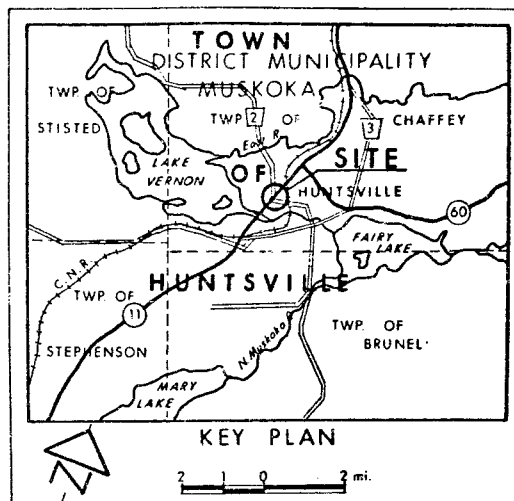 TOWN
DISTRICT MUNICIPALITY
MUSKOKA
TWP. OF
STISTED
2
TWP OF
3
CHAFFEY
East R.
LAKE
VERNON
OF
SITE
HUNTSVILLE
60
FAIRY
LAKE
C.N.R.
HUNTSVILLE
TWP. OF
11
STEPHENSON
N. Muskoka R.
TWP. OF
BRUNEL
MARY
LAKE
KEY PLAN
N
2 1 0 2 mi.